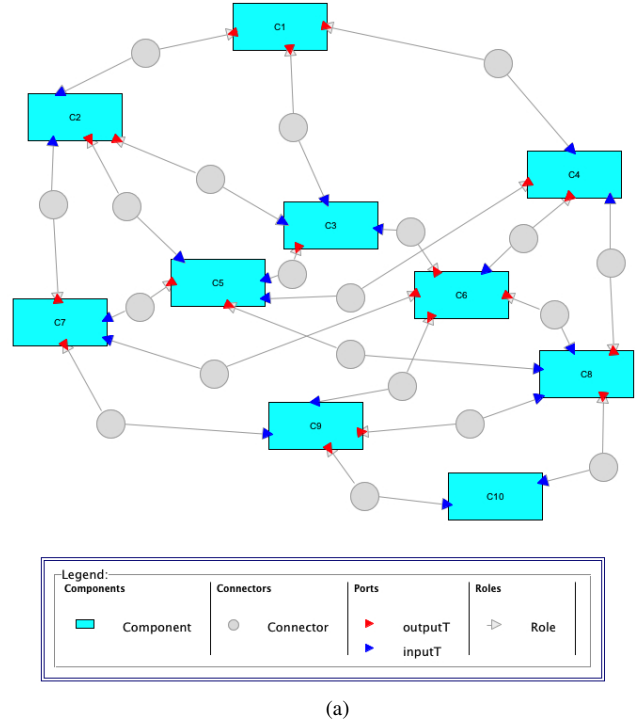 C1
C2
C4
C3
C5
C6
C7
C8
C9
C10
Legend:
Components Connectors Ports Roles
Component Connector outputT Role
inputT
(a)